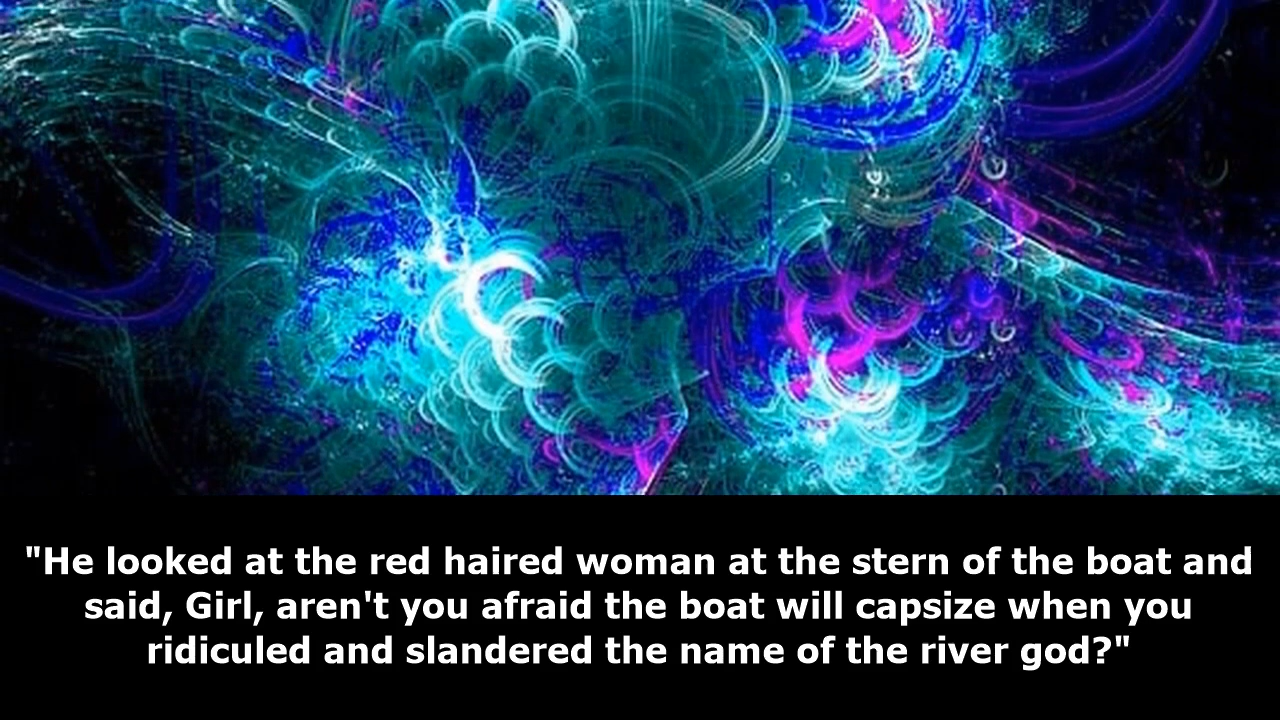 "He looked at the red haired woman at the stern of the boat and
said, Girl, aren't you afraid the boat will capsize when you
ridiculed and slandered the name of the river god?"